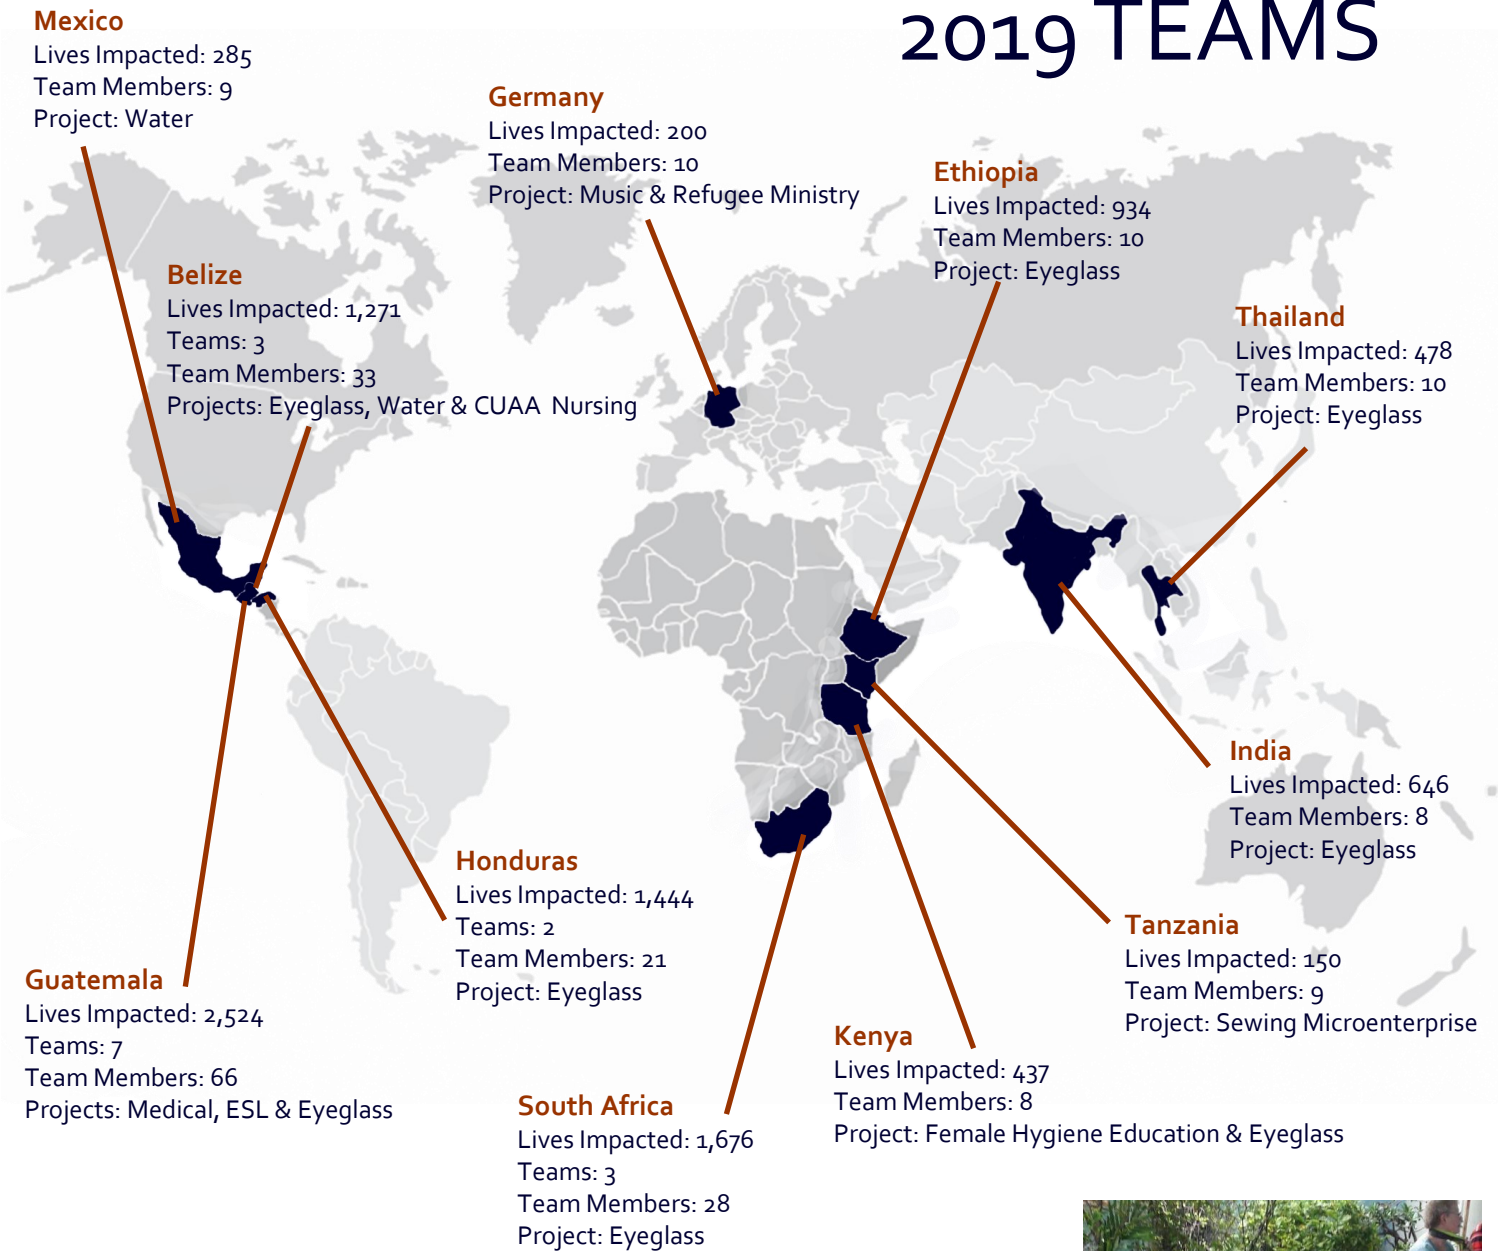 2019 TEAMS
Mexico
Lives Impacted: 285
Team Members: 9
Project: Water
Germany
Lives Impacted: 200
Team Members: 10
Project: Music & Refugee Ministry
Ethiopia
Lives Impacted: 934
Team Members: 10
Project: Eyeglass
Belize
Lives Impacted: 1,271
Teams: 3
Team Members: 33
Projects: Eyeglass, Water & CUAA Nursing
Thailand
Lives Impacted: 478
Team Members: 10
Project: Eyeglass
India
Lives Impacted: 646
Team Members: 8
Project: Eyeglass
Honduras
Lives Impacted: 1,444
Teams: 2
Team Members: 21
Project: Eyeglass
Tanzania
Lives Impacted: 150
Team Members: 9
Project: Sewing Microenterprise
Guatemala
Lives Impacted: 2,524
Teams: 7
Team Members: 66
Projects: Medical, ESL & Eyeglass
Kenya
Lives Impacted: 437
Team Members: 8
Project: Female Hygiene Education & Eyeglass
South Africa
Lives Impacted: 1,676
Teams: 3
Team Members: 28
Project: Eyeglass